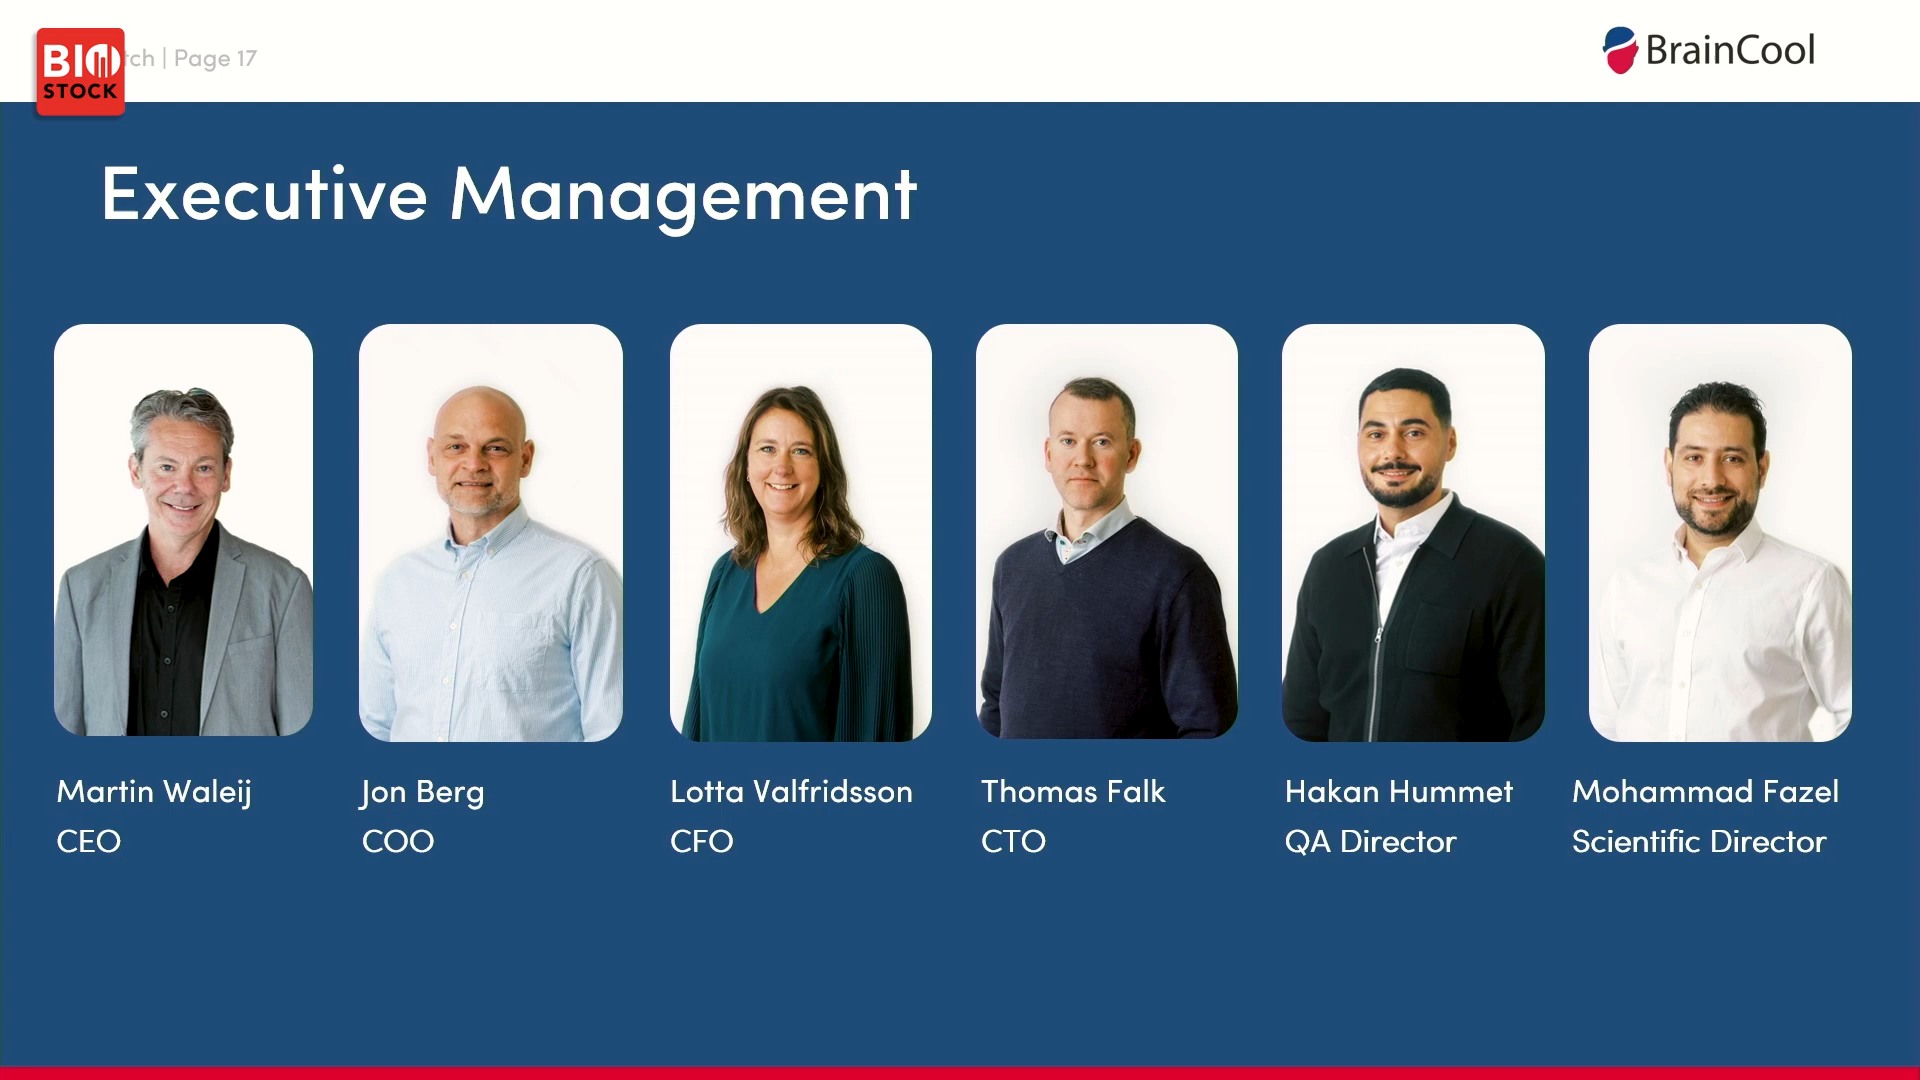 BIO
STOCK
rch | Page 17
BrainCool
Executive Management
Martin Waleij
CEO
Jon Berg
COO
Lotta Valfridsson
CFO
Thomas Falk
CTO
Hakan Hummet
QA Director
Mohammad Fazel
Scientific Director